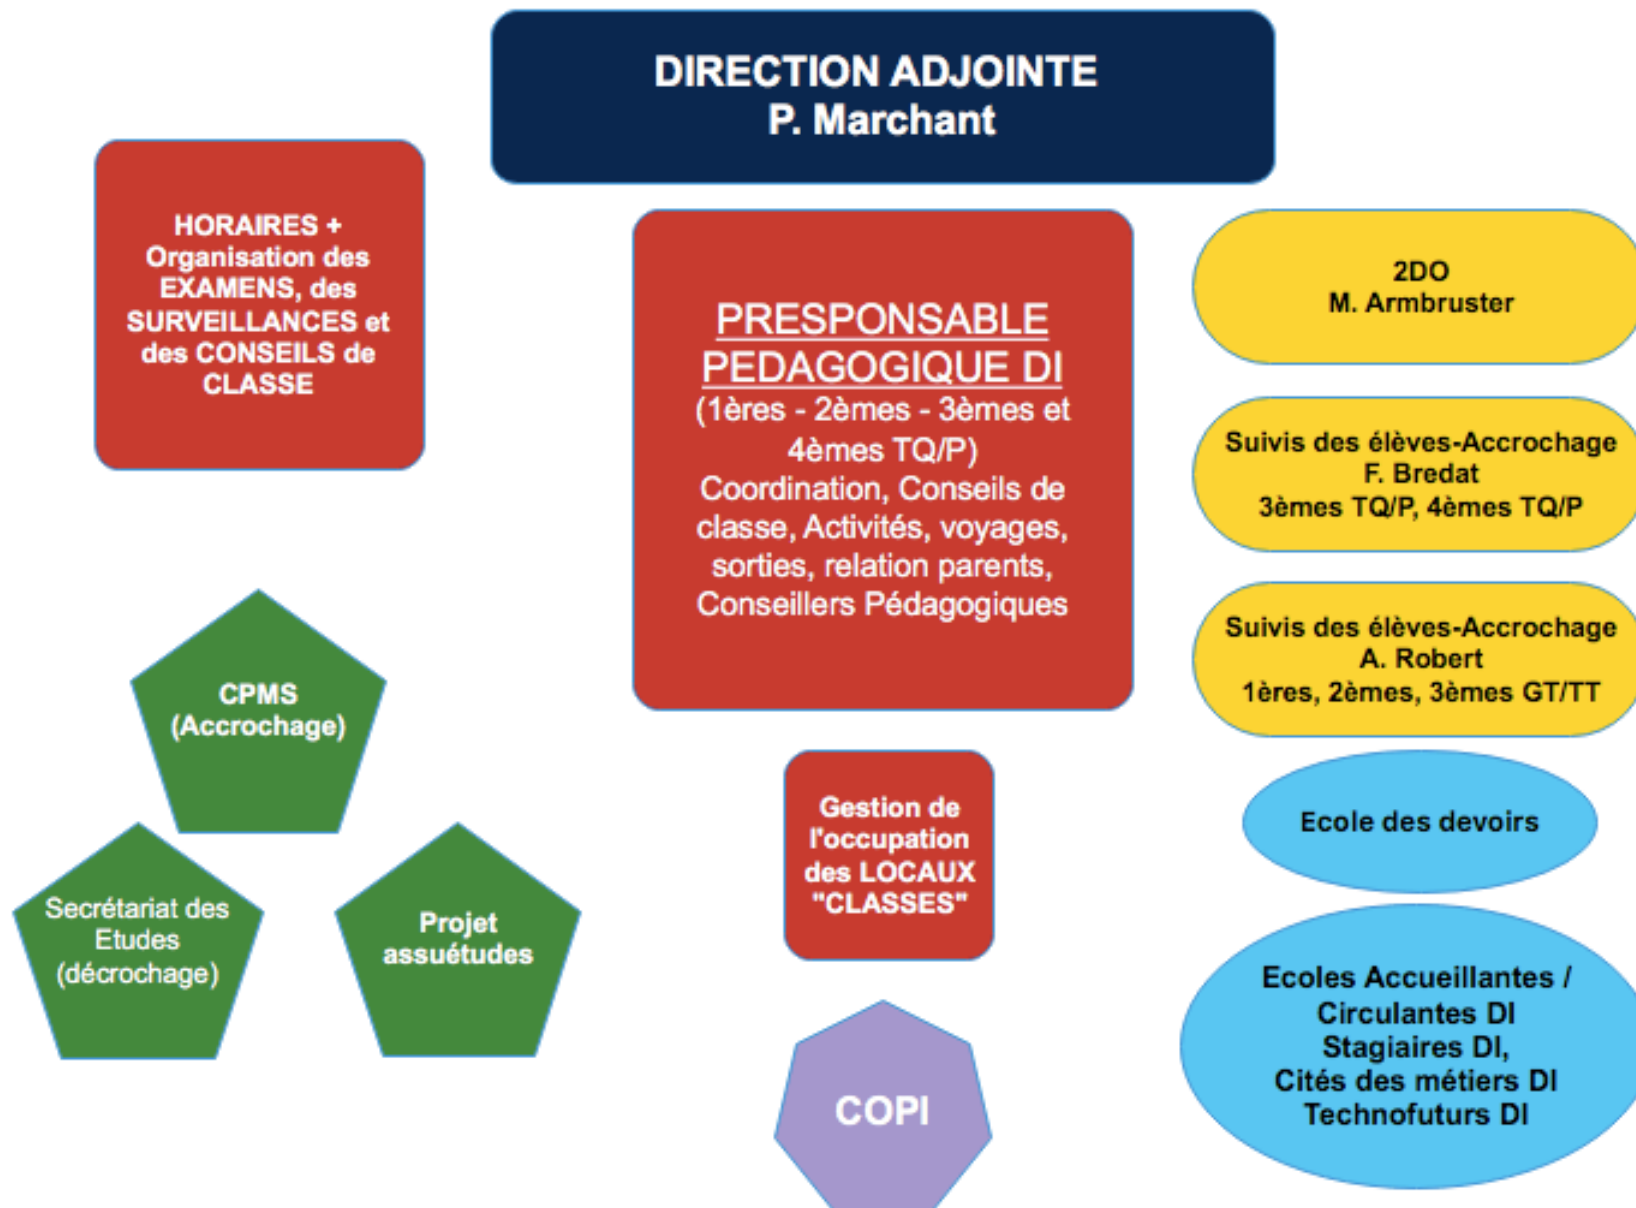 DIRECTION ADJOINTE
P. Marchant
HORAIRES +
Organisation des
EXAMENS, des
SURVEILLANCES et
des CONSEILS de
CLASSE
PRESPONSABLE
PEDAGOGIQUE DI
(1ères - 2èmes - 3èmes et
4èmes TQ/P)
Coordination, Conseils de
classe, Activités, voyages,
sorties, relation parents,
Conseillers Pédagogiques
2DO
M. Armbruster
Suivis des élèves-Accrochage
F. Bredat
3èmes TQ/P, 4èmes TQ/P
Suivis des élèves-Accrochage
A. Robert
1ères, 2èmes, 3èmes GT/TT
CPMS
(Accrochage)
Secrétariat des
Etudes
(décrochage)
Projet
assuétudes
Gestion de
l'occupation
des LOCAUX
"CLASSES"
COPI
Ecole des devoirs
Ecoles Accueillantes /
Circulantes DI
Stagiaires DI,
Cités des métiers DI
Technofuturs DI